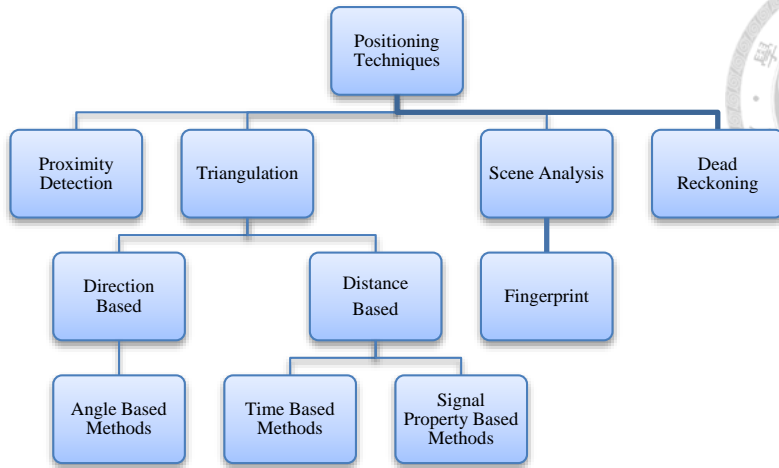 Positioning
Techniques
學
Proximity
Detection
Triangulation
Scene Analysis
Dead
Reckoning
Direction
Based
Distance
Based
Fingerprint
Angle Based
Methods
Time Based
Methods
Signal
Property Based
Methods